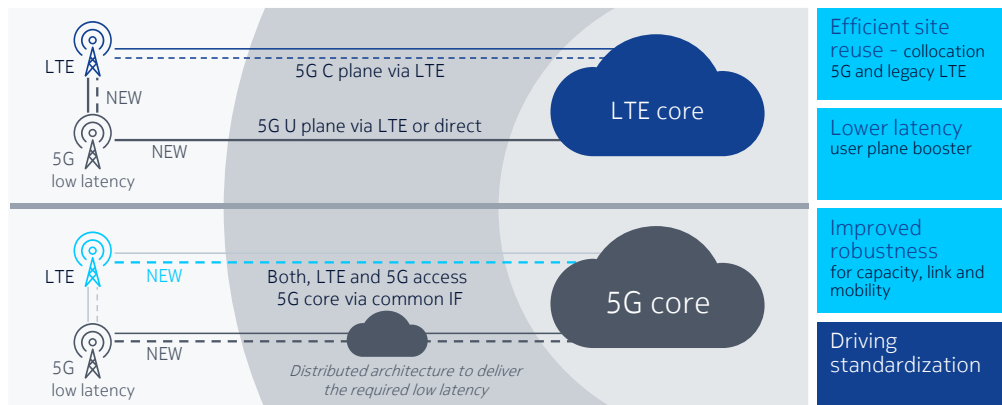 LTE
NEW
5G
low latency
NEW
5G C plane via LTE
5G U plane via LTE or direct
LTE core
LTE
NEW
5G
low latency
NEW
Both, LTE and 5G access
5G core via common IF
Distributed architecture to deliver
the required low latency
5G core
Efficient site
reuse - collocation
5G and legacy LTE
Lower latency
user plane booster
Improved
robustness
for capacity, link and
mobility
Driving
standardization